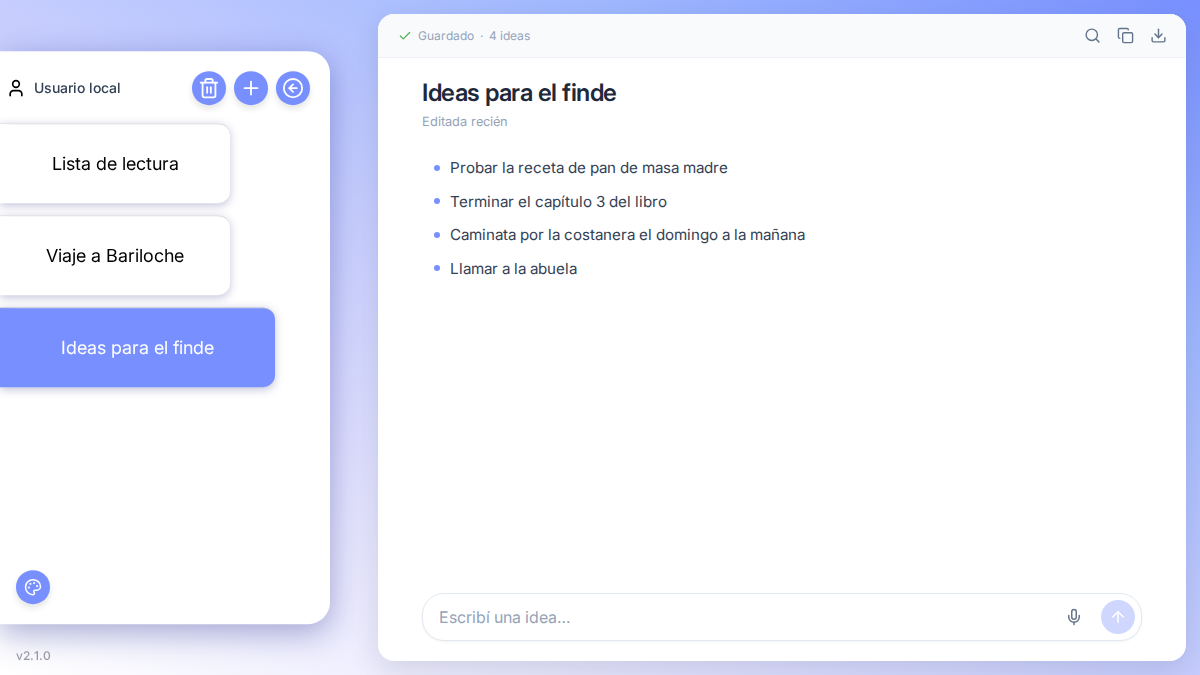 Usuario local
Lista de lectura
Viaje a Bariloche
Ideas para el finde
v2.1.0
Guardado · 4 ideas
Ideas para el finde
Editada recién
Probar la receta de pan de masa madre
Terminar el capítulo 3 del libro
Caminata por la costanera el domingo a la mañana
Llamar a la abuela
Escribí una idea...